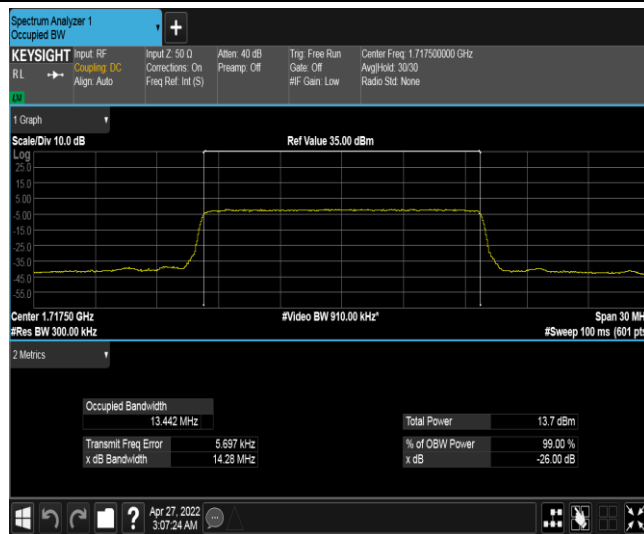 Spectrum Analyzer 1
Occupied BW
+
KEYSIGHT
RL
Input: RF
Coupling: DC
Align: Auto
Input Z: 50 Ω
Corrections: On
Freq Ref: Int (S)
Atten: 40 dB
Preamp: Off
Trig: Free Run
Gate: Off
#IF Gain: Low
Center Freq: 1.717500000 GHz
Avg|Hold: 30/30
Radio Std: None
1 Graph
Scale/Div 10.0 dB
Ref Value 35.00 dBm
Log
25.0
15.0
5.00
-5.00
-15.0
-25.0
-35.0
-45.0
-55.0
Center 1.71750 GHz
#Video BW 910.00 kHz*
Span 30 MH
#Res BW 300.00 kHz
#Sweep 100 ms (601 pts
2 Metrics
Occupied Bandwidth
13.442 MHz
Total Power 13.7 dBm
Transmit Freq Error 5.697 kHz
% of OBW Power 99.00 %
x dB Bandwidth 14.28 MHz
x dB -26.00 dB
?
Apr 27, 2022
3:07:24 AM